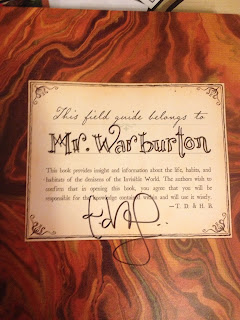 This field guide belongs to
Mr. Warburton
This book provides insight and information about the life, habits, and
habitats of the denizens of the Invisible World. The authors wish to
confirm that in opening this book, you agree that you will be
responsible for the knowledge contained within and will use it wisely.
—T. D. & H. B.